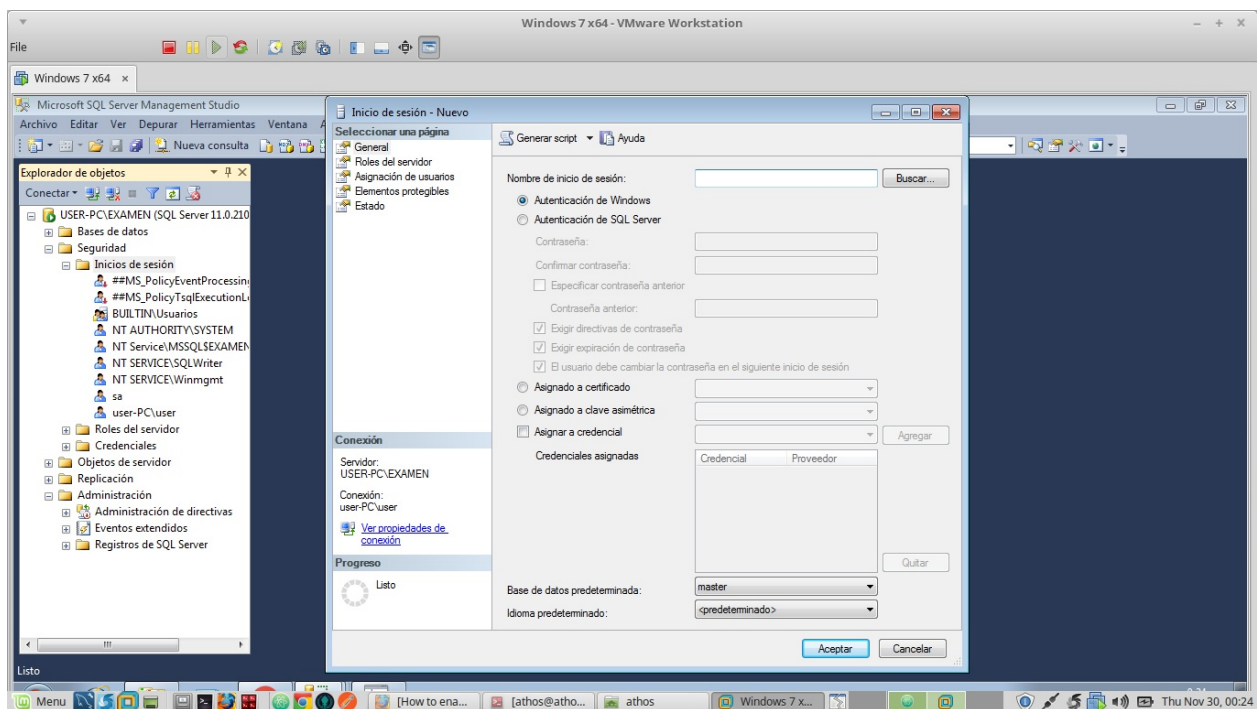 Windows 7 x64 - VMware Workstation
File
Windows 7 x64
Microsoft SQL Server Management Studio
Archivo Editar Ver Depurar Herramientas Ventana
Nueva consulta
Explorador de objetos
Conectar
USER-PC\EXAMEN (SQL Server 11.0.210
Bases de datos
Seguridad
Inicios de sesión
##MS_PolicyEventProcessing
##MS_PolicyTsqlExecutionL
BUILTIN\Usuarios
NT AUTHORITY\SYSTEM
NT Service\MSSQL$EXAMEN
NT SERVICE\SQLWriter
NT SERVICE\Winmgmt
sa
user-PC\user
Roles del servidor
Credenciales
Objetos de servidor
Replicación
Administración
Administración de directivas
Eventos extendidos
Registros de SQL Server
Listo
Inicio de sesión - Nuevo
Seleccionar una página
General
Roles del servidor
Asignación de usuarios
Elementos protegibles
Estado
Conexión
Servidor:
USER-PC\EXAMEN
Conexión:
user-PC\user
Ver propiedades de
conexión
Progreso
Listo
Generar script Ayuda
Nombre de inicio de sesión: Buscar...
Autenticación de Windows
Autenticación de SQL Server
Contraseña:
Confirmar contraseña:
Especificar contraseña anterior
Contraseña anterior:
Exigir directivas de contraseña
Exigir expiración de contraseña
El usuario debe cambiar la contraseña en el siguiente inicio de sesión
Asignado a certificado
Asignado a clave asimétrica
Asignar a credencial Agregar
Credenciales asignadas Credencial Proveedor
Quitar
Base de datos predeterminada: master
Idioma predeterminado: <predeterminado>
Aceptar Cancelar
Menu [How to ena... [athos@atho... athos Windows 7 x... Thu Nov 30, 00:24